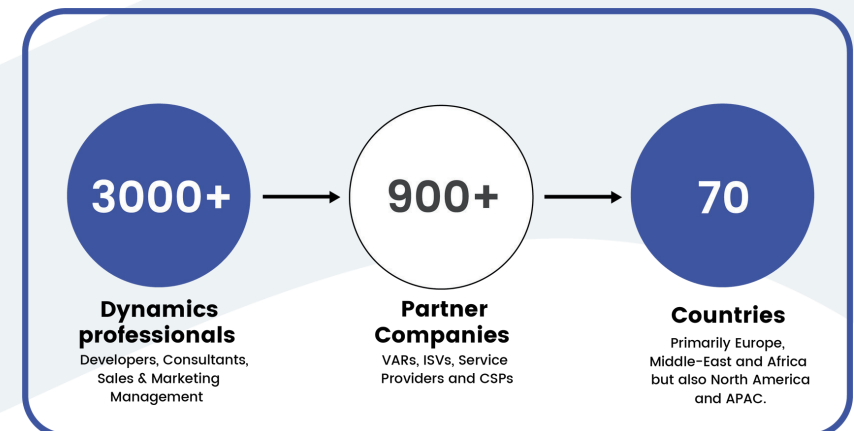 3000+
Dynamics
professionals
Developers, Consultants,
Sales & Marketing
Management
900+
Partner
Companies
VARs, ISVs, Service
Providers and CSPs
70
Countries
Primarily Europe,
Middle-East and Africa
but also North America
and APAC.